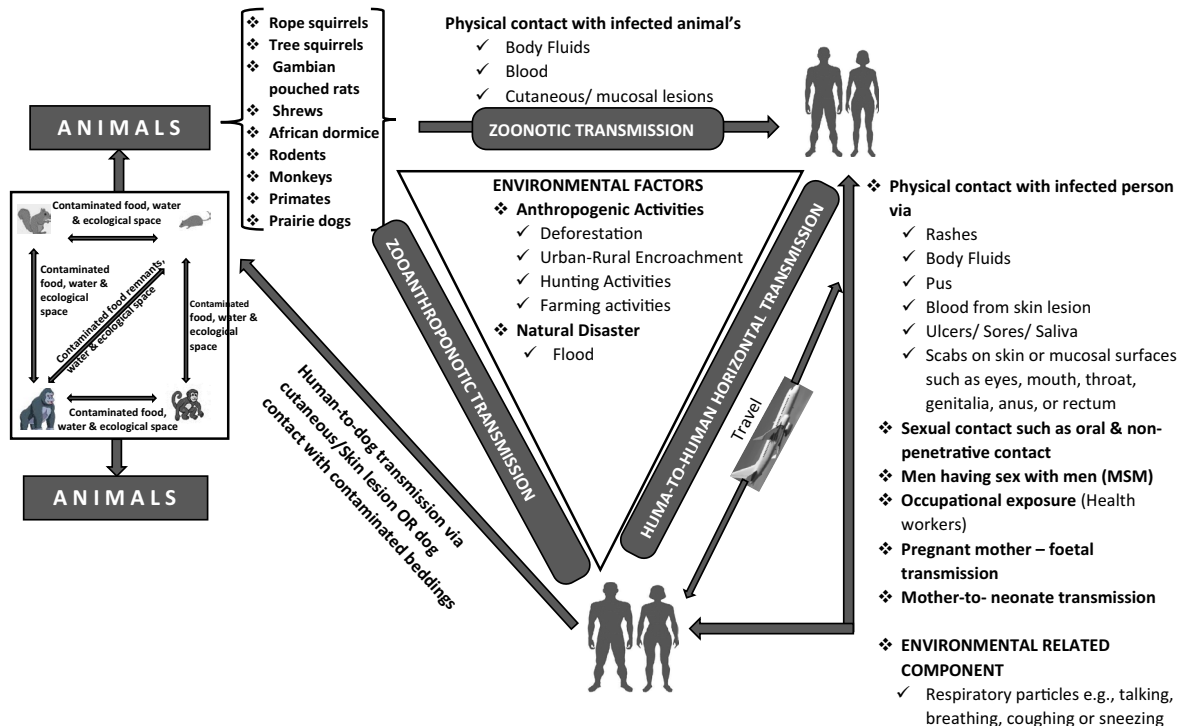 ❖ Rope squirrels
❖ Tree squirrels
❖ Gambian
pouched rats
❖ Shrews
❖ African dormice
❖ Rodents
❖ Monkeys
❖ Primates
❖ Prairie dogs
Physical contact with infected animal's
✓ Body Fluids
✓ Blood
✓ Cutaneous/ mucosal lesions
ANIMALS
ZOONOTIC TRANSMISSION
Contaminated food, water
& ecological space
Contaminated
food, water &
ecological
space
Contaminated food remnants,
water & ecological space
Contaminated
food, water &
ecological
space
Contaminated food,
water & ecological space
ANIMALS
ZOOANTHROPONOTIC TRANSMISSION
Human-to-dog transmission via
cutaneous/Skin lesion OR dog
contact with contaminated beddings
ENVIRONMENTAL FACTORS
❖ Anthropogenic Activities
✓ Deforestation
✓ Urban-Rural Encroachment
✓ Hunting Activities
✓ Farming activities
❖ Natural Disaster
✓ Flood
HUMA-TO-HUMAN HORIZONTAL TRANSMISSION
Travel
❖ Physical contact with infected person
via
✓ Rashes
✓ Body Fluids
✓ Pus
✓ Blood from skin lesion
✓ Ulcers/ Sores/ Saliva
✓ Scabs on skin or mucosal surfaces
such as eyes, mouth, throat,
genitalia, anus, or rectum
❖ Sexual contact such as oral & non-
penetrative contact
❖ Men having sex with men (MSM)
❖ Occupational exposure (Health
workers)
❖ Pregnant mother – foetal
transmission
❖ Mother-to- neonate transmission
❖ ENVIRONMENTAL RELATED
COMPONENT
✓ Respiratory particles e.g., talking,
breathing, coughing or sneezing